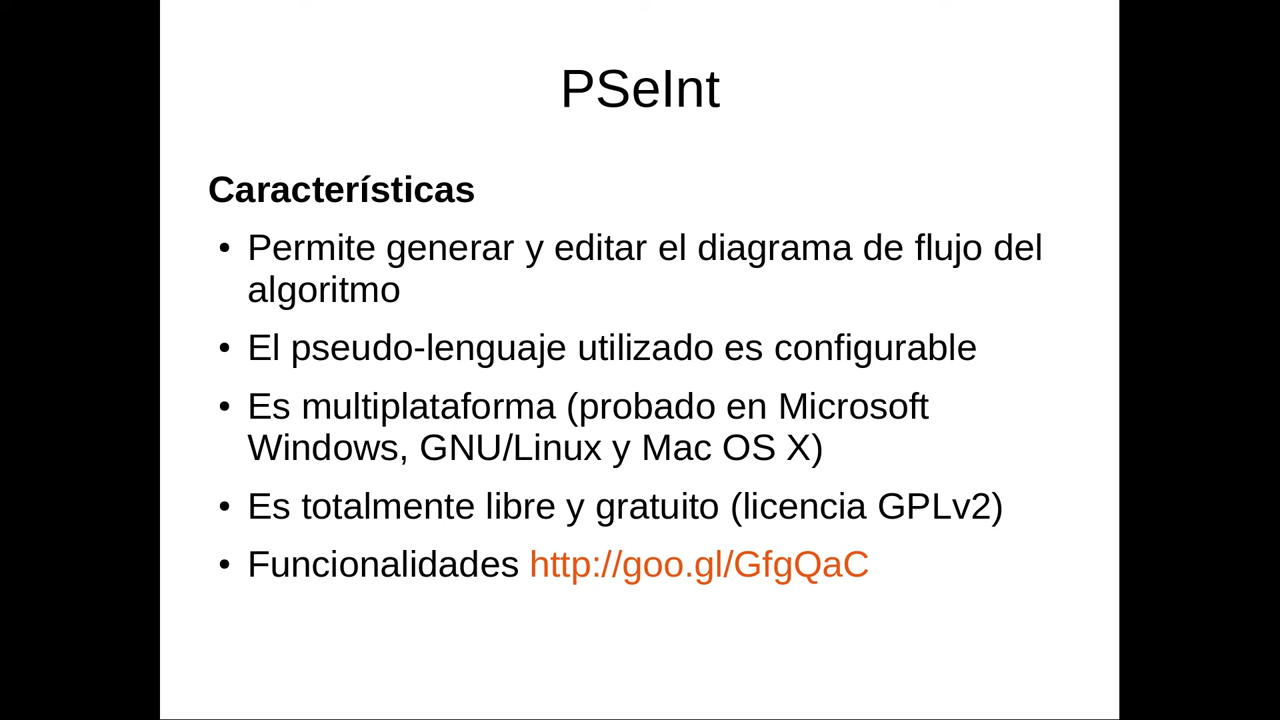 PSeInt
Características
• Permite generar y editar el diagrama de flujo del
algoritmo
• El pseudo-lenguaje utilizado es configurable
• Es multiplataforma (probado en Microsoft
Windows, GNU/Linux y Mac OS X)
• Es totalmente libre y gratuito (licencia GPLv2)
• Funcionalidades http://goo.gl/GfgQaC